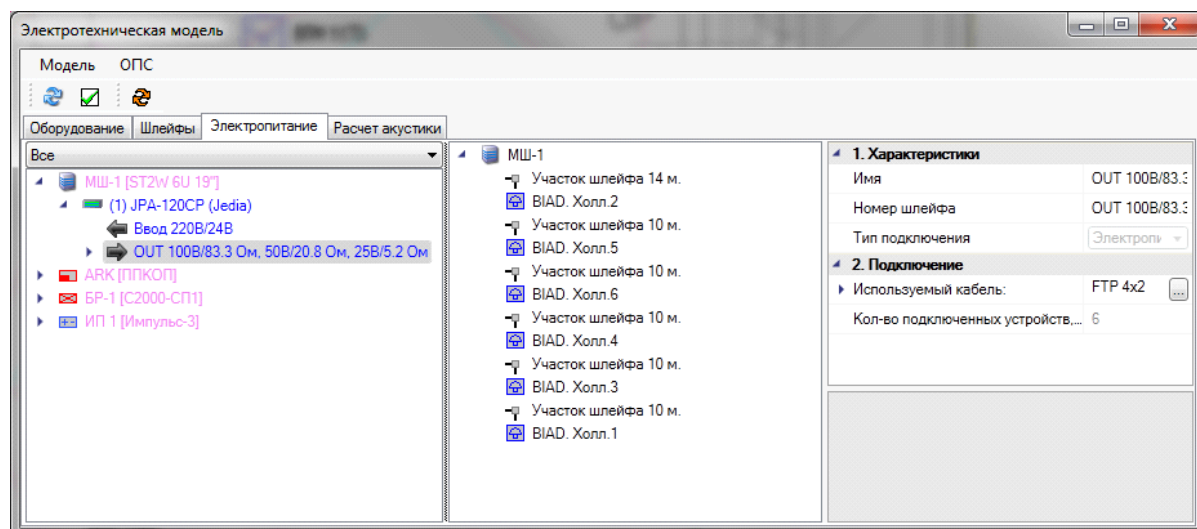 Электротехническая модель
Модель ОПС
Оборудование Шлейфы Электропитание Расчет акустики
Все
МШ-1 [ST2W 6U 19"]
(1) JPA-120CP (Jedia)
Ввод 220В/24В
OUT 100В/83.3 Ом, 50В/20.8 Ом, 25В/5.2 Ом
ARK [ППКОП]
БР-1 [С2000-СП1]
ИП 1 [Импульс-3]
МШ-1
Участок шлейфа 14 м.
BIAD. Холл.2
Участок шлейфа 10 м.
BIAD. Холл.5
Участок шлейфа 10 м.
BIAD. Холл.6
Участок шлейфа 10 м.
BIAD. Холл.4
Участок шлейфа 10 м.
BIAD. Холл.3
Участок шлейфа 10 м.
BIAD. Холл.1
1. Характеристики
Имя OUT 100В/83.3
Номер шлейфа OUT 100В/83.3
Тип подключения Электропи
2. Подключение
Используемый кабель: FTP 4x2 ...
Кол-во подключенных устройств,... 6